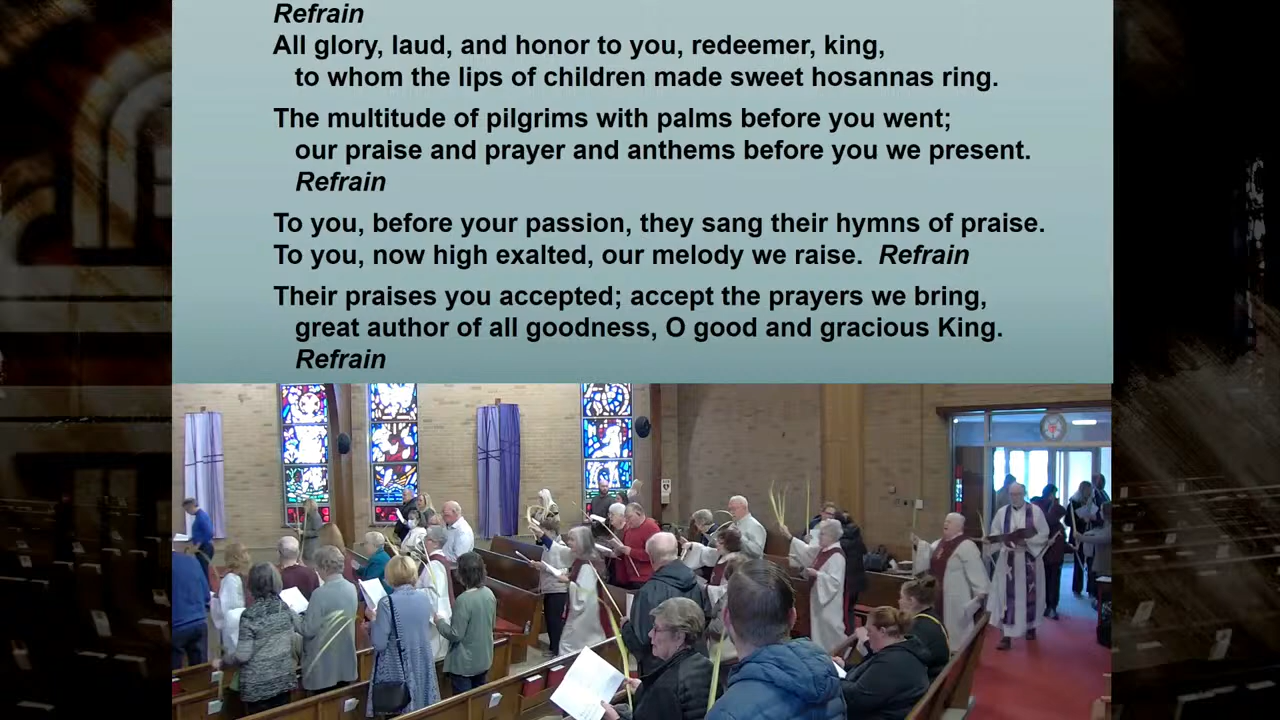 Refrain
All glory, laud, and honor to you, redeemer, king,
to whom the lips of children made sweet hosannas ring.
The multitude of pilgrims with palms before you went;
our praise and prayer and anthems before you we present.
Refrain
To you, before your passion, they sang their hymns of praise.
To you, now high exalted, our melody we raise. Refrain
Their praises you accepted; accept the prayers we bring,
great author of all goodness, O good and gracious King.
Refrain